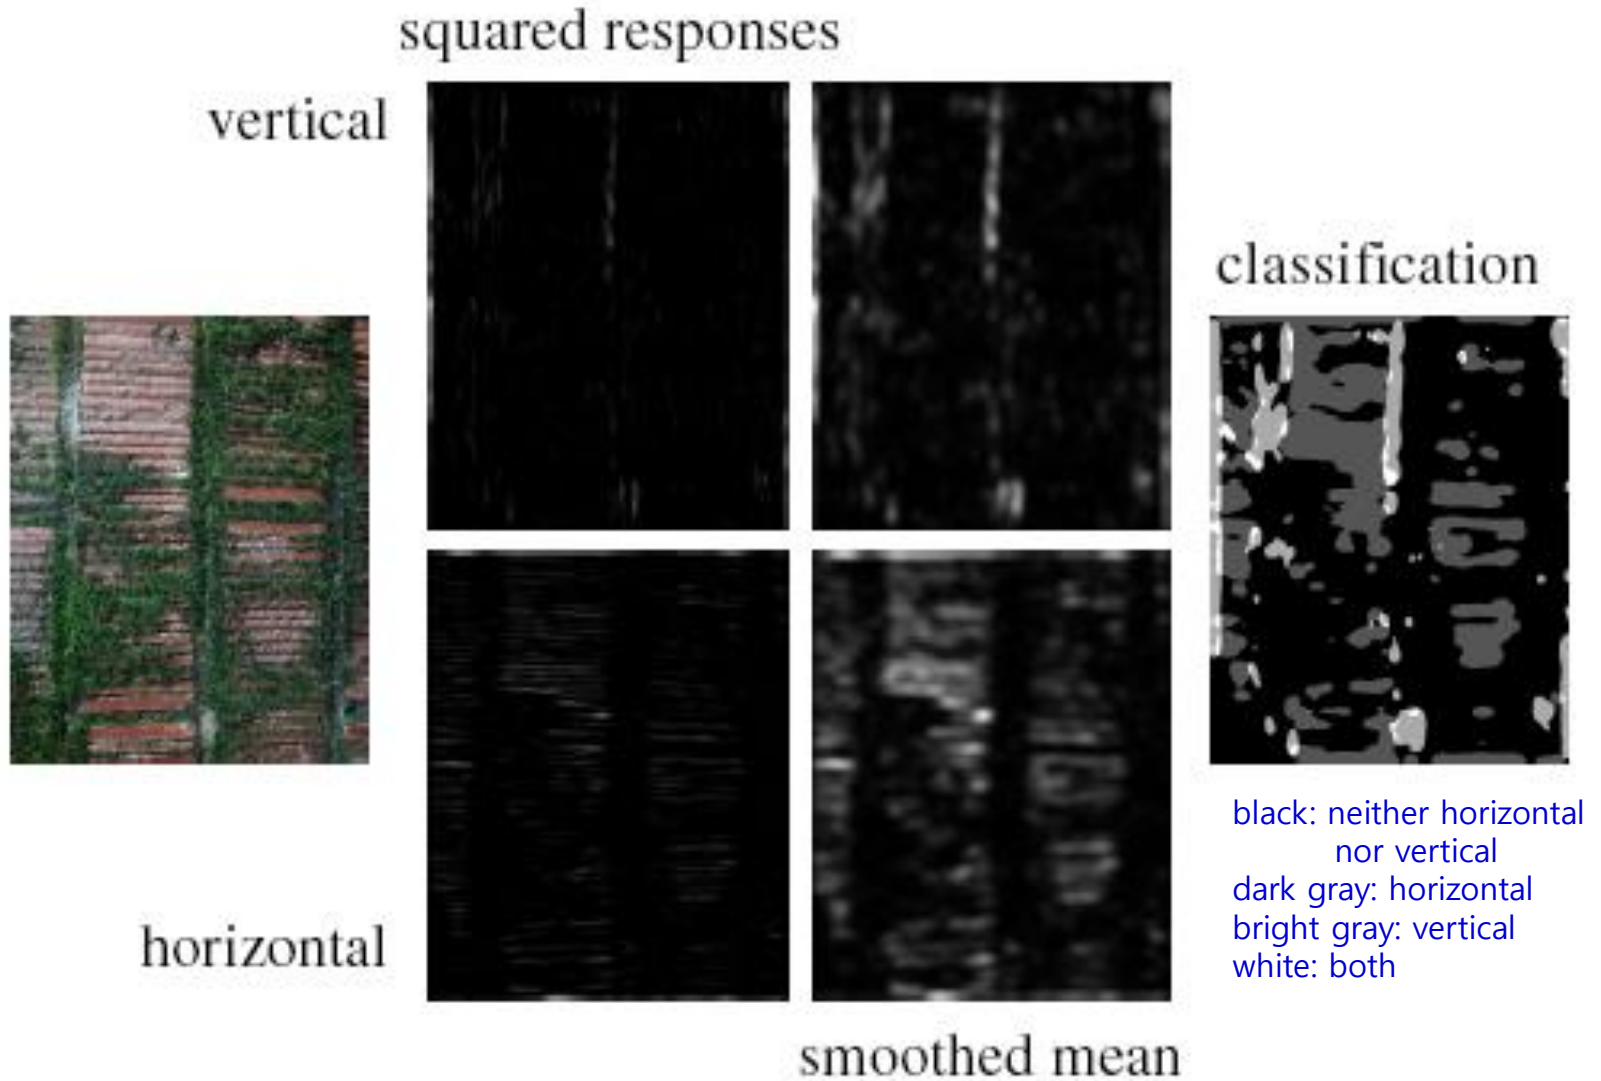 squared responses
vertical
classification
black: neither horizontal
nor vertical
dark gray: horizontal
bright gray: vertical
white: both
horizontal
smoothed mean